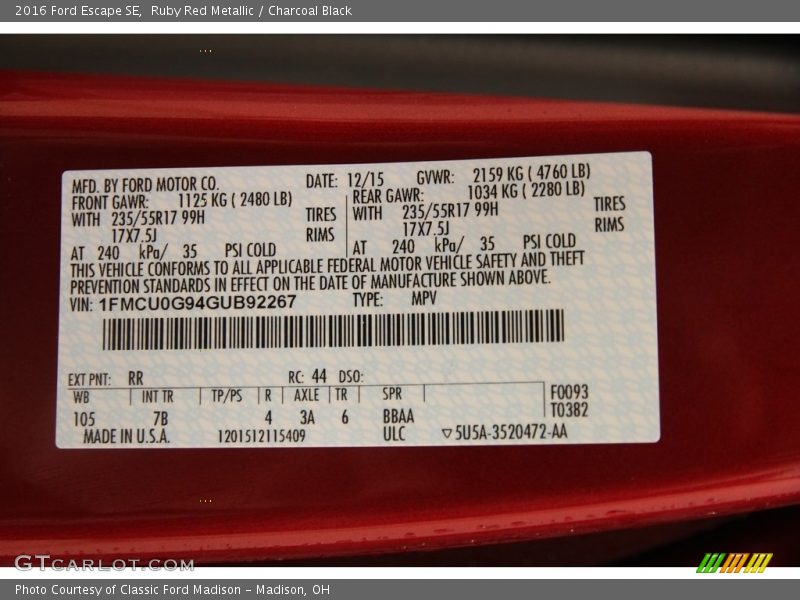 2016 Ford Escape SE, Ruby Red Metallic / Charcoal Black
MFD. BY FORD MOTOR CO. DATE: 12/15 GVWR: 2159 KG ( 4760 LB)
FRONT GAWR: 1125 KG ( 2480 LB) REAR GAWR: 1034 KG ( 2280 LB)
WITH 235/55R17 99H TIRES WITH 235/55R17 99H TIRES
17X7.5J RIMS 17X7.5J RIMS
AT 240 kPa/ 35 PSI COLD AT 240 kPa/ 35 PSI COLD
THIS VEHICLE CONFORMS TO ALL APPLICABLE FEDERAL MOTOR VEHICLE SAFETY AND THEFT
PREVENTION STANDARDS IN EFFECT ON THE DATE OF MANUFACTURE SHOWN ABOVE.
VIN: 1FMCU0G94GUB92267 TYPE: MPV
EXT PNT: RR RC: 44 DSO:
WB INT TR TP/PS R AXLE TR SPR F0093
105 7B 4 3A 6 BBAA T0382
MADE IN U.S.A. 1201512115409 ULC ▽5U5A-3520472-AA
GTCARLOT.COM
Photo Courtesy of Classic Ford Madison - Madison, OH